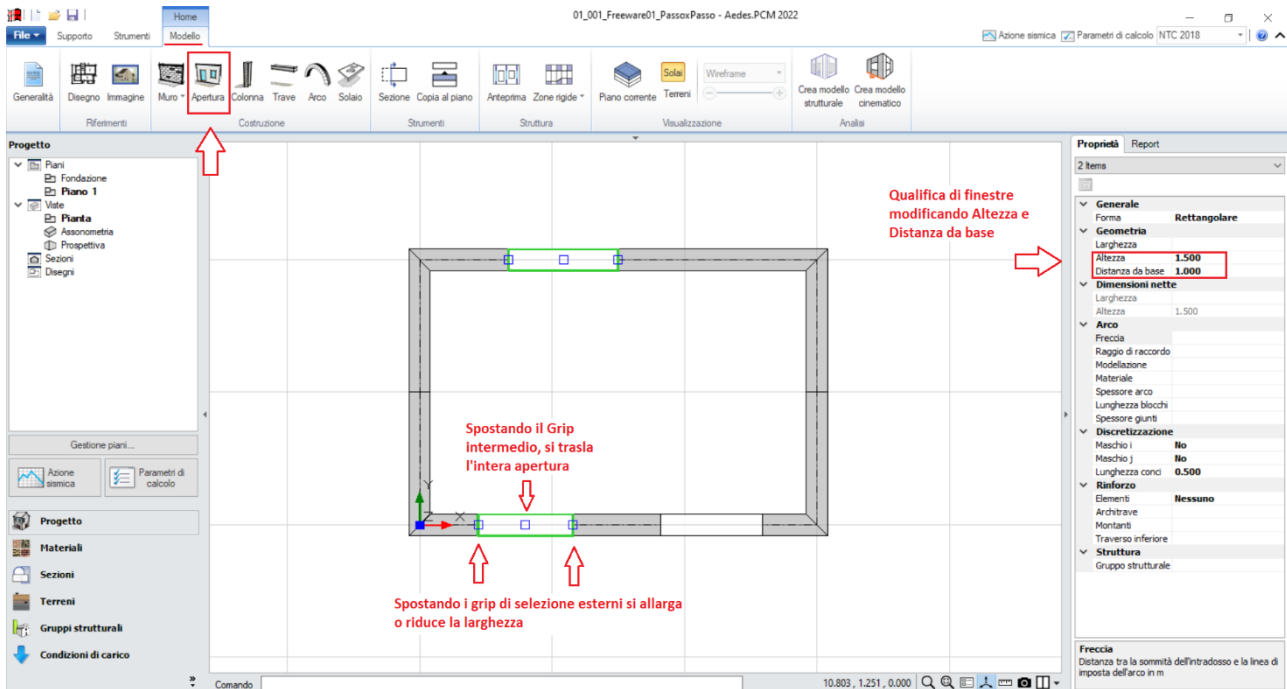 01_001_Freeware01_PassoxPasso - Aedes.PCM 2022
Home
File Supporto Strumenti Modello
Azione sismica Parametri di calcolo NTC 2018
Generalità Disegno Immagine Muro Apertura Colonna Trave Arco Solaio Sezione Copia al piano Anteprima Zone rigide Piano corrente Solai Terreni Wireframe Crea modello strutturale Crea modello cinematico
Riferimenti Costruzione Strumenti Struttura Visualizzazione Analisi
Progetto
Piani
Fondazione
Piano 1
Viste
Pianta
Assonometria
Prospettiva
Sezioni
Disegni
Gestione piani...
Azione sismica
Parametri di calcolo
Progetto
Materiali
Sezioni
Terreni
Gruppi strutturali
Condizioni di carico
Qualifica di finestre
modificando Altezza e
Distanza da base
Spostando il Grip
intermedio, si trasla
l'intera apertura
Y
Z X
Spostando i grip di selezione esterni si allarga
o riduce la larghezza
Comando
10.803 , 1.251 , 0.000
Proprietà Report
2 Items
Generale
Forma Rettangolare
Geometria
Larghezza
Altezza 1.500
Distanza da base 1.000
Dimensioni nette
Larghezza
Altezza 1.500
Arco
Freccia
Raggio di raccordo
Modellazione
Materiale
Spessore arco
Lunghezza blocchi
Spessore giunti
Discretizzazione
Maschio i No
Maschio j No
Lunghezza conci 0.500
Rinforzo
Elementi Nessuno
Architrave
Montanti
Traverso inferiore
Struttura
Gruppo strutturale
Freccia
Distanza tra la sommità dell'intradosso e la linea di
imposta dell'arco in m